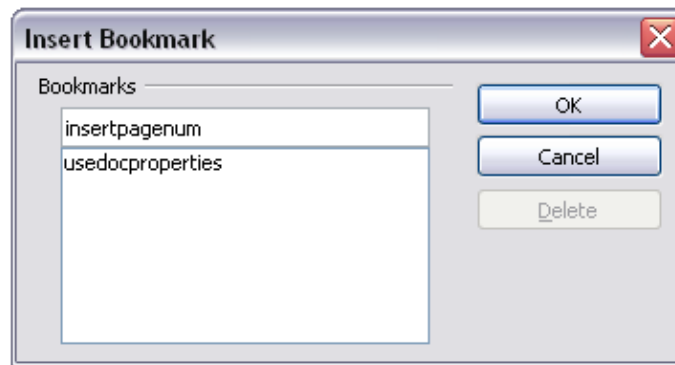 Insert Bookmark
Bookmarks
insertpagenum
usedocproperties
OK
Cancel
Delete